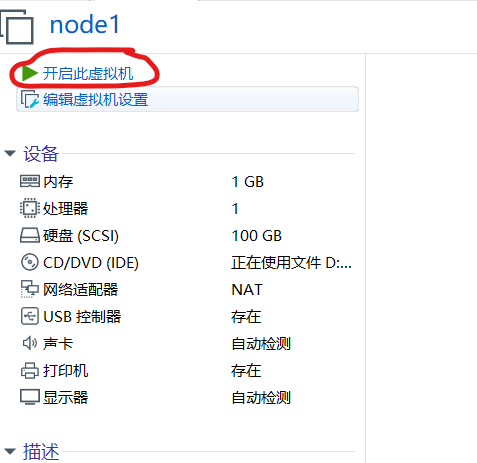 node1
开启此虚拟机
编辑虚拟机设置
设备
内存 1 GB
处理器 1
硬盘 (SCSI) 100 GB
CD/DVD (IDE) 正在使用文件 D:...
网络适配器 NAT
USB 控制器 存在
声卡 自动检测
打印机 存在
显示器 自动检测
描述